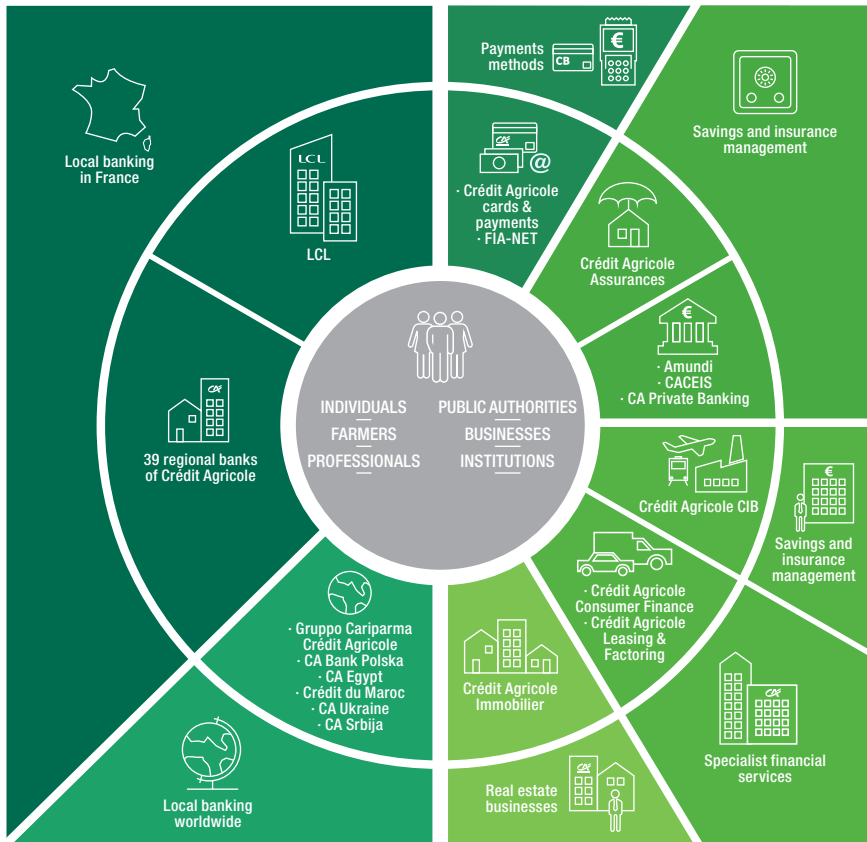 Payments
methods
CB
€
Savings and insurance
management
Local banking
in France
LCL
LCL
CA
@
· Crédit Agricole
cards &
payments
· FIA-NET
Crédit Agricole
Assurances
€
· Amundi
· CACEIS
· CA Private Banking
INDIVIDUALS
FARMERS
PROFESSIONALS
PUBLIC AUTHORITIES
BUSINESSES
INSTITUTIONS
CA
39 regional banks
of Crédit Agricole
Crédit Agricole CIB
€
Savings and
insurance
management
· Crédit Agricole
Consumer Finance
· Crédit Agricole
Leasing &
Factoring
· Gruppo Cariparma
Crédit Agricole
· CA Bank Polska
· CA Egypt
· Crédit du Maroc
· CA Ukraine
· CA Srbija
Crédit Agricole
Immobilier
CA
Specialist financial
services
Local banking
worldwide
Real estate
businesses
CA